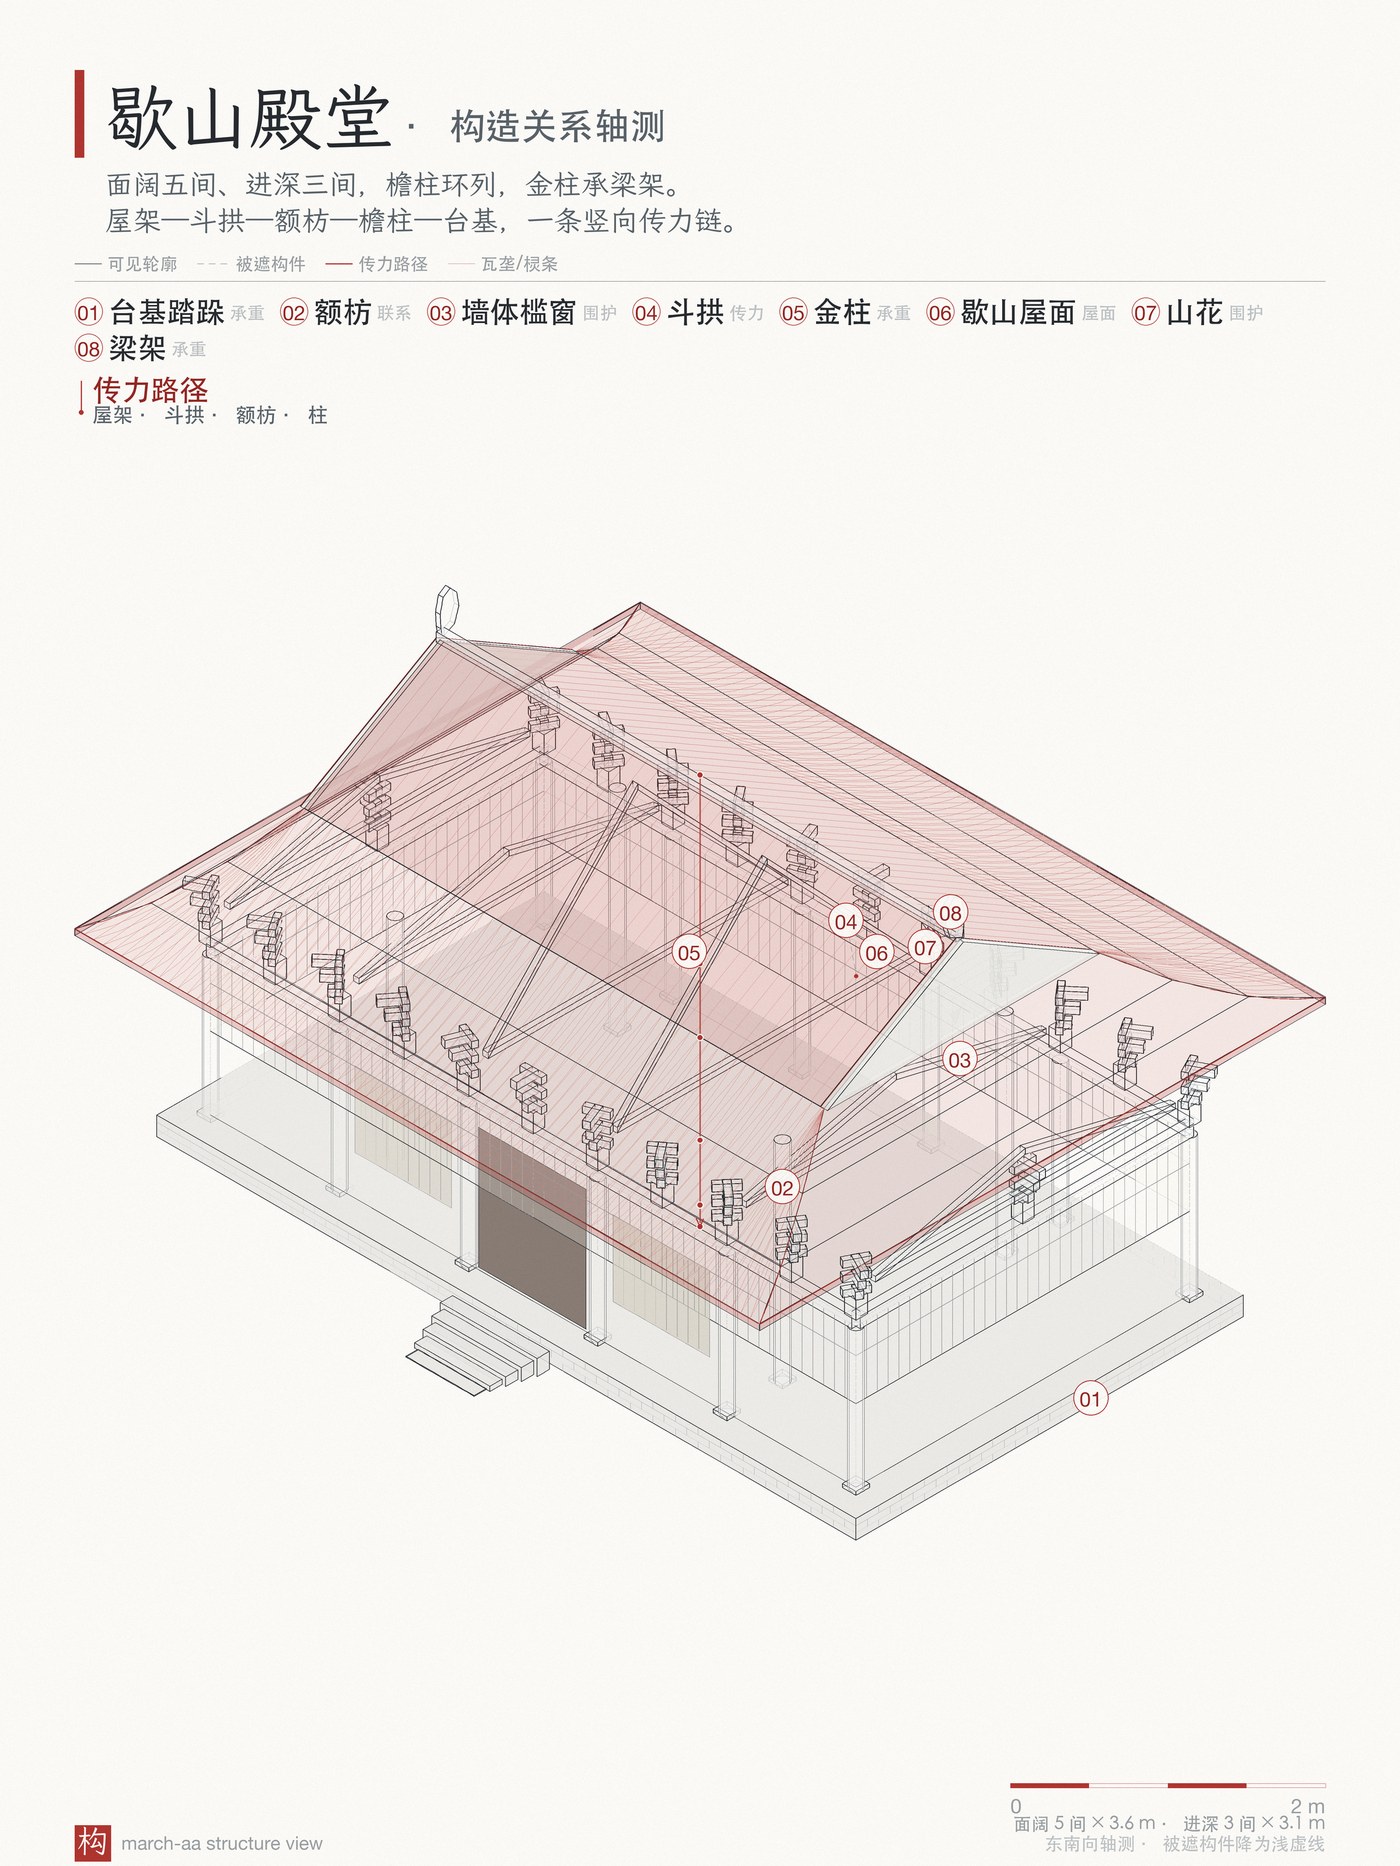 歇山殿堂 · 构造关系轴测
面阔五间、进深三间，檐柱环列，金柱承梁架。
屋架—斗拱—额枋—檐柱—台基，一条竖向传力链。
可见轮廓 被遮构件 传力路径 瓦垄/棂条
01 台基踏跺 承重 02 额枋 联系 03 墙体槛窗 围护 04 斗拱 传力 05 金柱 承重 06 歇山屋面 屋面 07 山花 围护
08 梁架 承重
传力路径
屋架 · 斗拱 · 额枋 · 柱
08
04
07
06
05
03
02
01
0 2 m
面阔 5 间 × 3.6 m · 进深 3 间 × 3.1 m
东南向轴测 · 被遮构件降为浅虚线
构 march-aa structure view